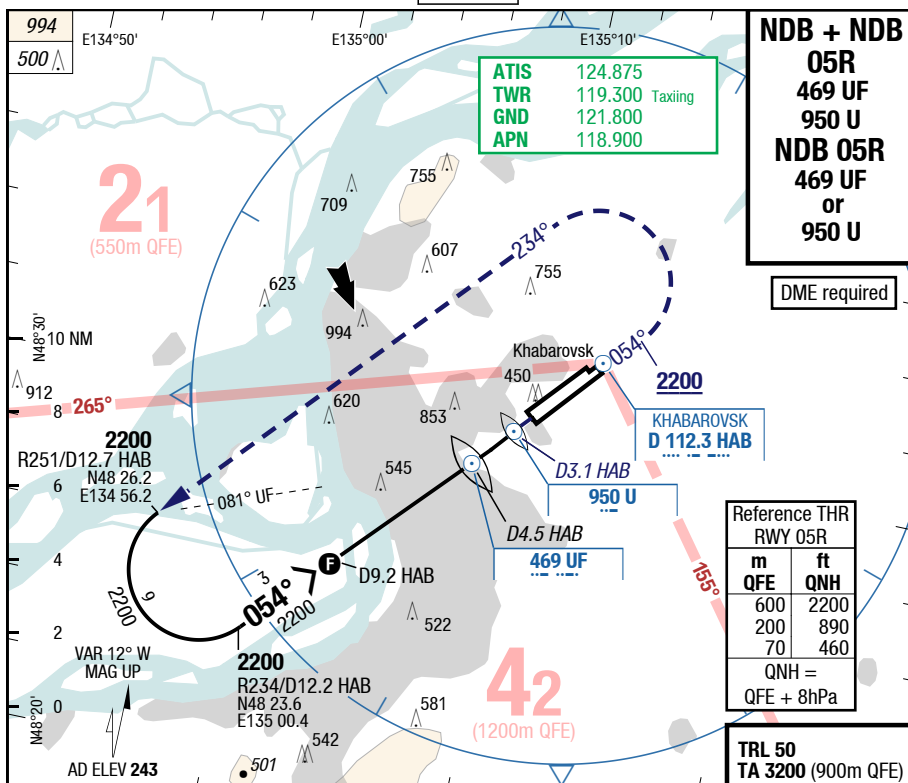 994
500
E134°50'
E135°00'
E135°10'
ATIS 124.875
TWR 119.300 Taxiing
GND 121.800
APN 118.900
NDB + NDB
05R
469 UF
950 U
NDB 05R
469 UF
or
950 U
DME required
21
(550m QFE)
755
709
607
623
755
994
234°
N48°30'
10 NM
912
8
265°
620
853
450
Khabarovsk
054°
2200
KHABAROVSK
D 112.3 HAB
2200
R251/D12.7 HAB
N48 26.2
E134 56.2
6
081° UF
545
D3.1 HAB
950 U
D4.5 HAB
469 UF
4
F
D9.2 HAB
9
2200
3
054°
2200
155°
522
2
2200
R234/D12.2 HAB
N48 23.6
E135 00.4
VAR 12° W
MAG UP
N48°20'
0
42
(1200m QFE)
581
542
501
AD ELEV 243
Reference THR
RWY 05R
m ft
QFE QNH
600 2200
200 890
70 460
QNH =
QFE + 8hPa
TRL 50
TA 3200 (900m QFE)